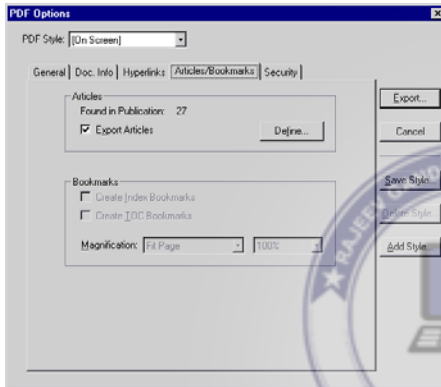 PDF Options
PDF Style: [On Screen]
General Doc. Info Hyperlinks Articles/Bookmarks Security
Articles
Found in Publication: 27
Export Articles
Define...
Export...
Cancel
Save Style...
Delete Style...
Add Style...
Bookmarks
Create Index Bookmarks
Create TOC Bookmarks
Magnification: Fit Page 100%
RAJEEV